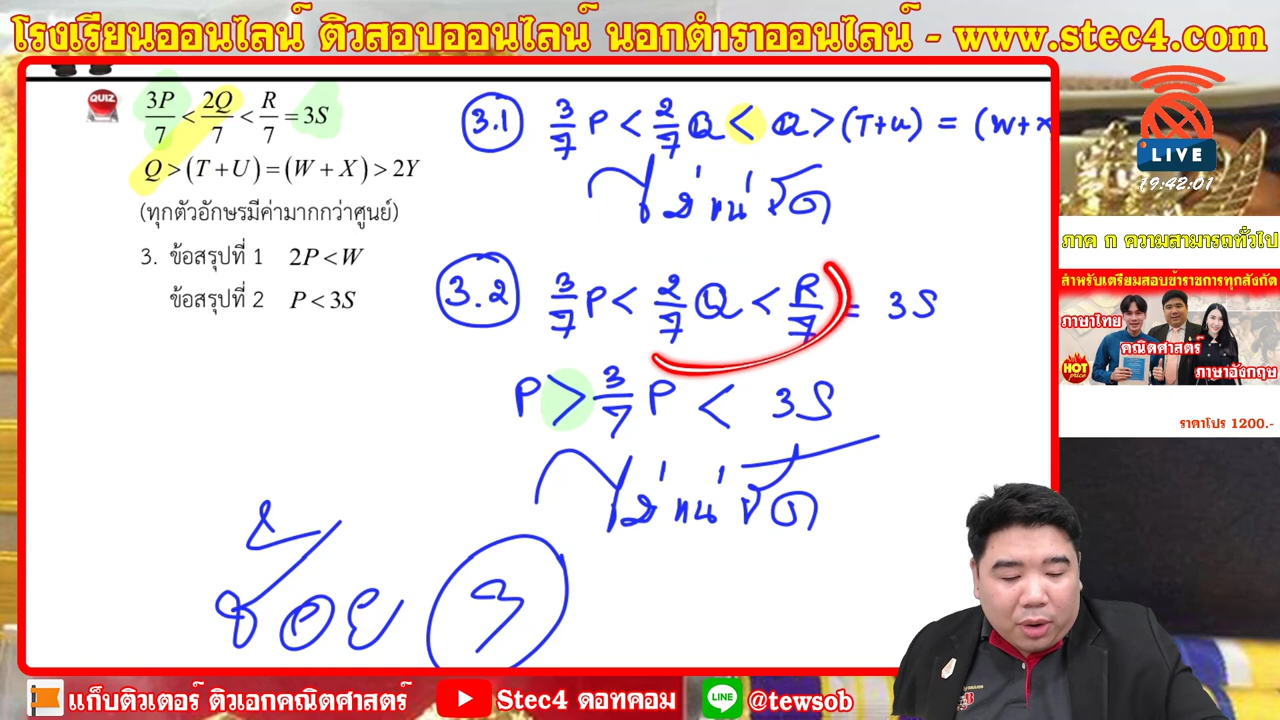 โรงเรียนออนไลน์ ติวสอบออนไลน์ นอกตำราออนไลน์ - www.stec4.com
QUIZ
3P/7 < 2Q/7 < R/7 = 3S
Q > (T + U) = (W + X) > 2Y
(ทุกตัวอักษรมีค่ามากกว่าศูนย์)
3. ข้อสรุปที่ 1 2P < W
ข้อสรุปที่ 2 P < 3S
3.1 3/7 P < 2/7 Q < Q > (T+U) = (W+X
ไม่แน่ชัด
3.2 3/7 P < 2/7 Q < R/7 = 3S
P > 3/7 P < 3S
ไม่แน่ชัด
3
LIVE
19:42:01
ภาค ก ความสามารถทั่วไป
สำหรับเตรียมสอบข้าราชการทุกสังกัด
ภาษาไทย
คณิตศาสตร์
ภาษาอังกฤษ
HOT
price
ราคาโปร 1200.-
แก็บติวเตอร์ ติวเอกคณิตศาสตร์
Stec4 ดอทคอม
LINE
@tewsob